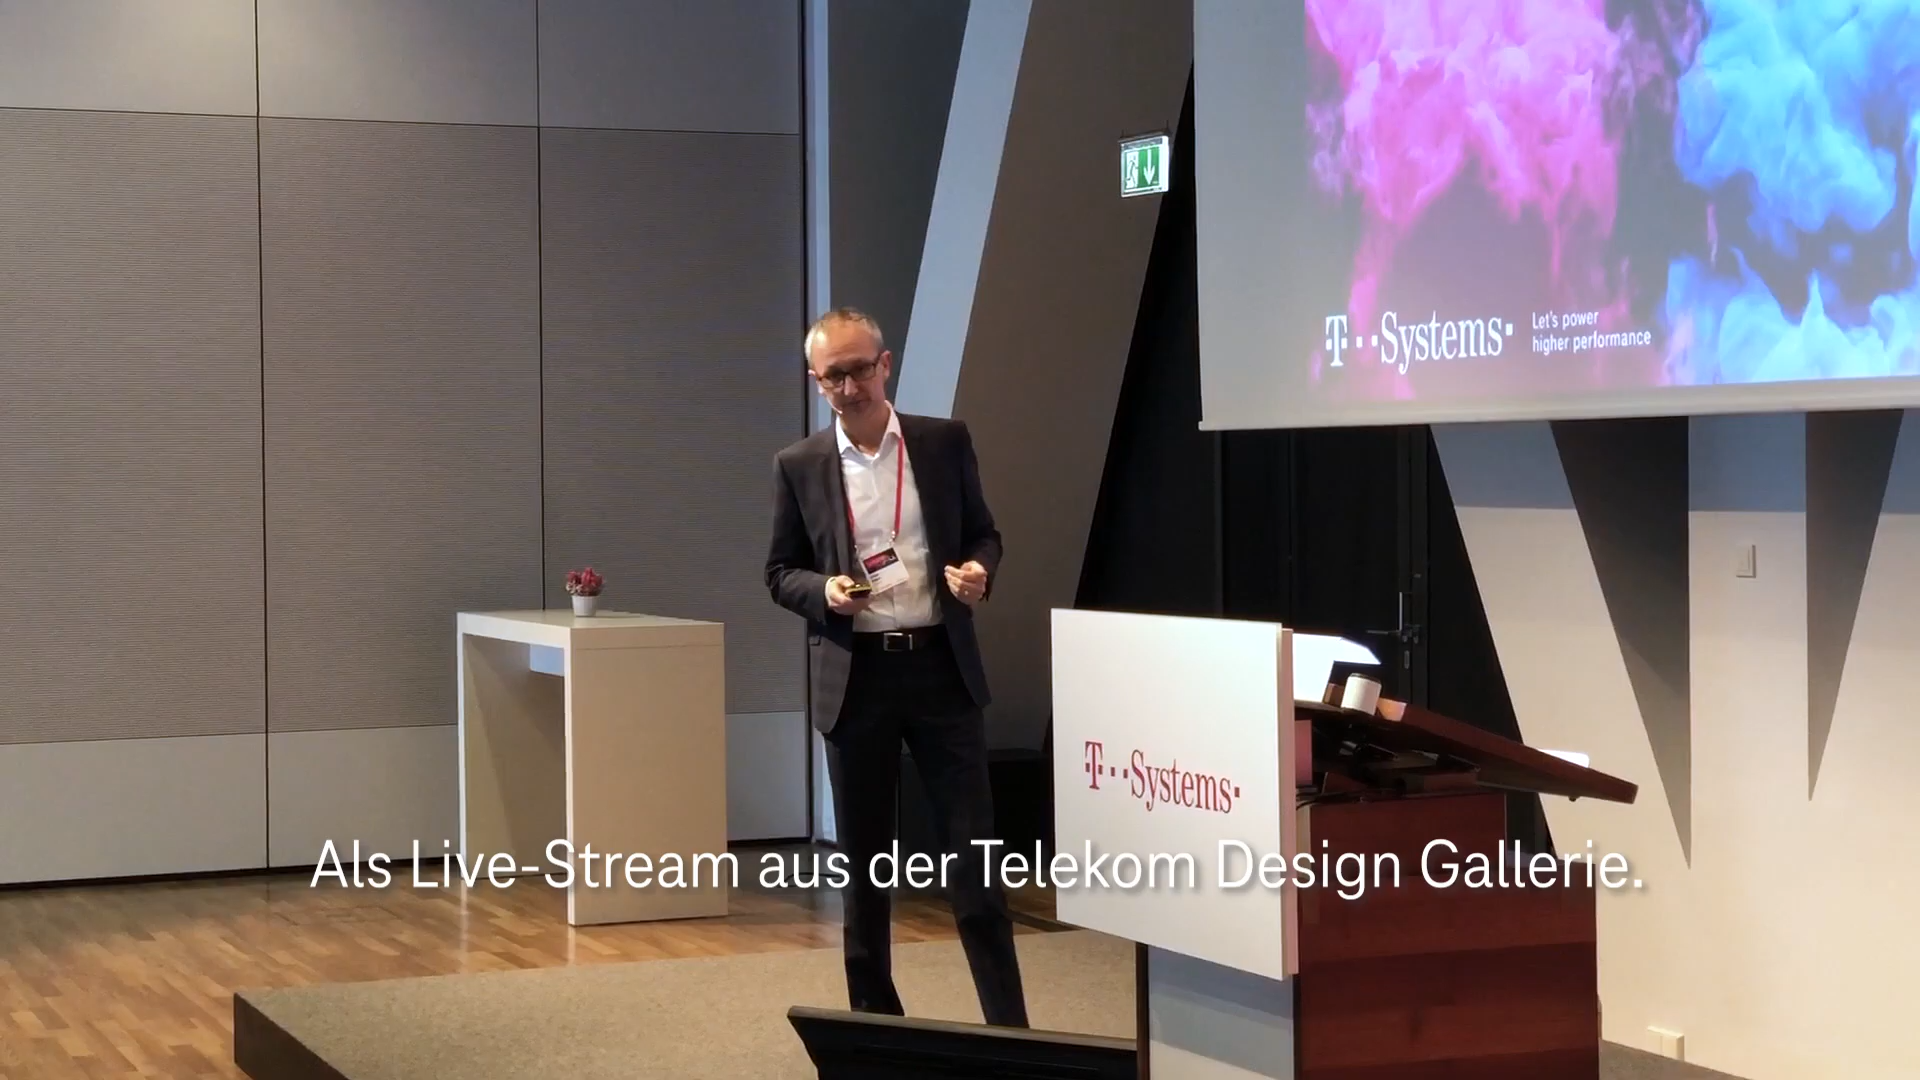 T··Systems·
Let's power
higher performance
T··Systems·
Als Live-Stream aus der Telekom Design Gallerie.